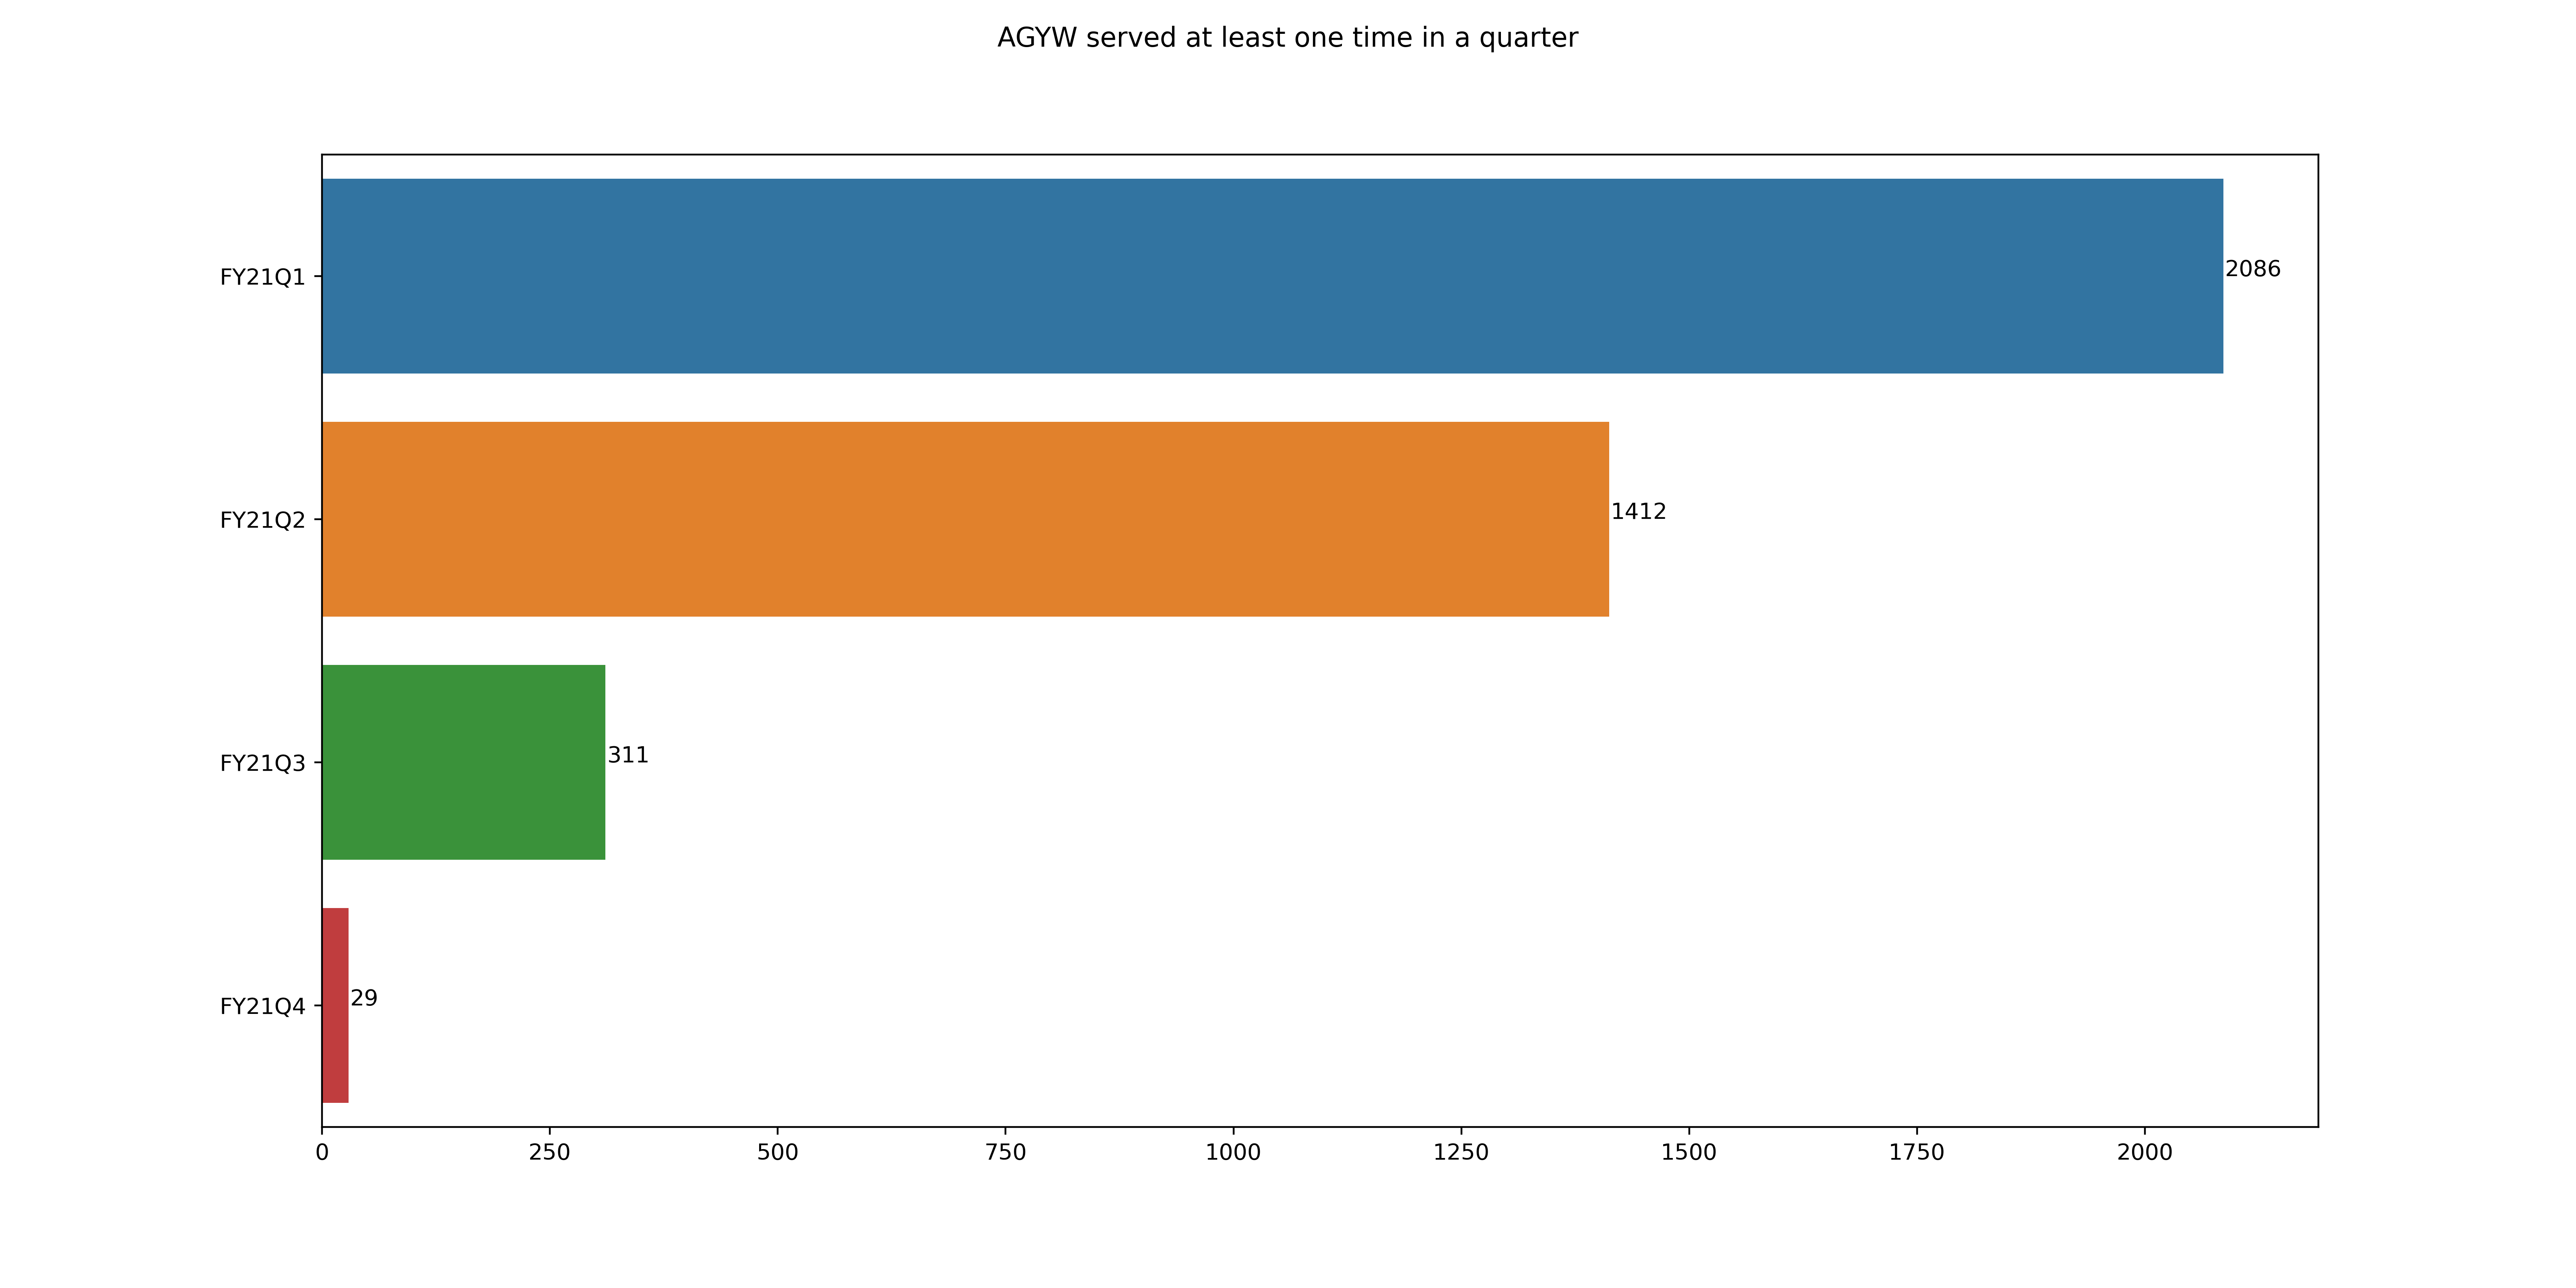 AGYW served at least one time in a quarter
FY21Q1
2086
FY21Q2
1412
FY21Q3
311
FY21Q4
29
0 250 500 750 1000 1250 1500 1750 2000